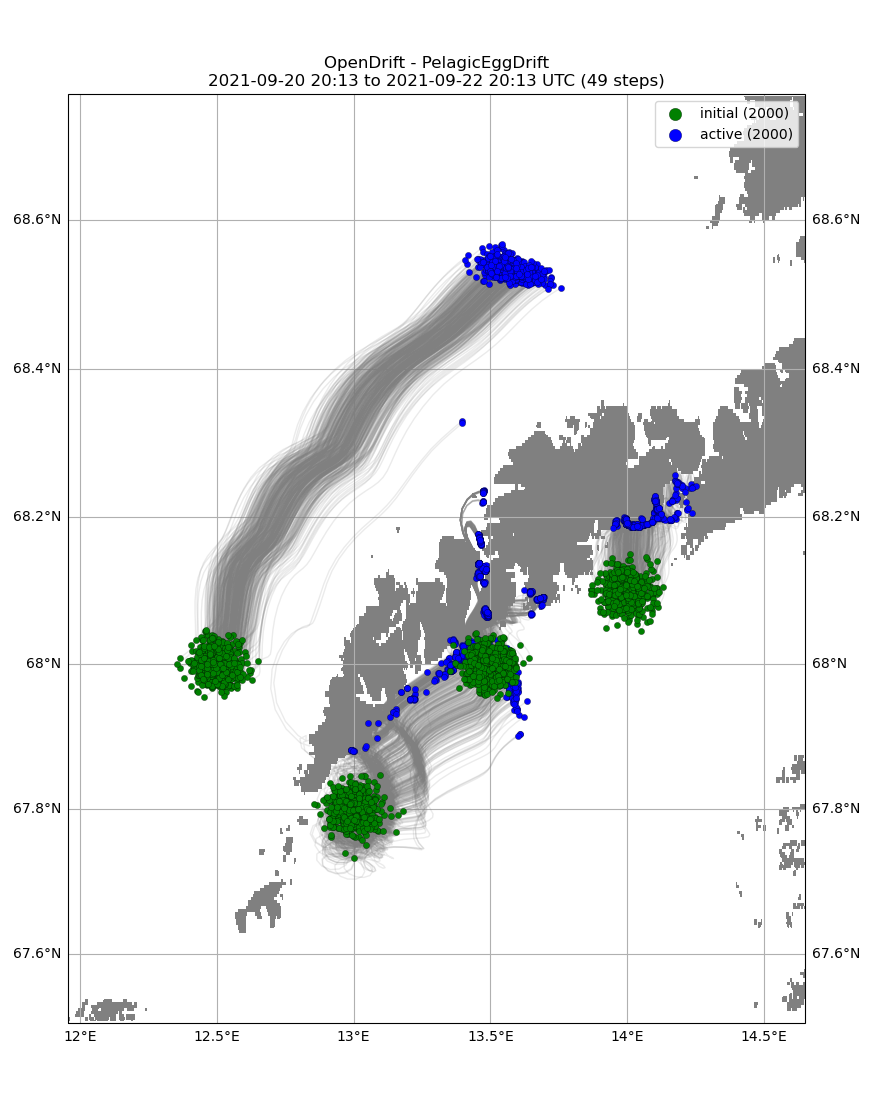 OpenDrift - PelagicEggDrift
2021-09-20 20:13 to 2021-09-22 20:13 UTC (49 steps)
initial (2000)
active (2000)
68.6°N
68.6°N
68.4°N
68.4°N
68.2°N
68.2°N
68°N
68°N
67.8°N
67.8°N
67.6°N
67.6°N
12°E
12.5°E
13°E
13.5°E
14°E
14.5°E